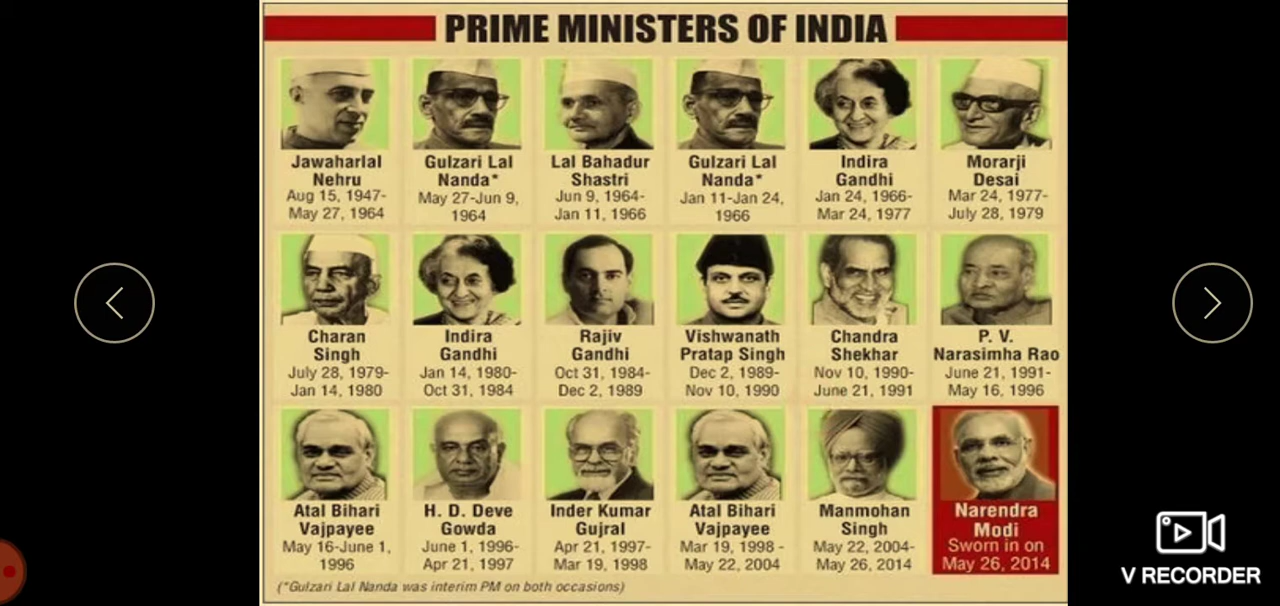 PRIME MINISTERS OF INDIA
Jawaharlal
Nehru
Aug 15, 1947-
May 27, 1964
Gulzari Lal
Nanda*
May 27-Jun 9,
1964
Lal Bahadur
Shastri
Jun 9, 1964-
Jan 11, 1966
Gulzari Lal
Nanda*
Jan 11-Jan 24,
1966
Indira
Gandhi
Jan 24, 1966-
Mar 24, 1977
Morarji
Desai
Mar 24, 1977-
July 28, 1979
Charan
Singh
July 28, 1979-
Jan 14, 1980
Indira
Gandhi
Jan 14, 1980-
Oct 31, 1984
Rajiv
Gandhi
Oct 31, 1984-
Dec 2, 1989
Vishwanath
Pratap Singh
Dec 2, 1989-
Nov 10, 1990
Chandra
Shekhar
Nov 10, 1990-
June 21, 1991
P. V.
Narasimha Rao
June 21, 1991-
May 16, 1996
Atal Bihari
Vajpayee
May 16-June 1,
1996
H. D. Deve
Gowda
June 1, 1996-
Apr 21, 1997
Inder Kumar
Gujral
Apr 21, 1997-
Mar 19, 1998
Atal Bihari
Vajpayee
Mar 19, 1998 -
May 22, 2004
Manmohan
Singh
May 22, 2004-
May 26, 2014
Narendra
Modi
Sworn in on
May 26, 2014
(*Gulzari Lal Nanda was interim PM on both occasions)
V RECORDER